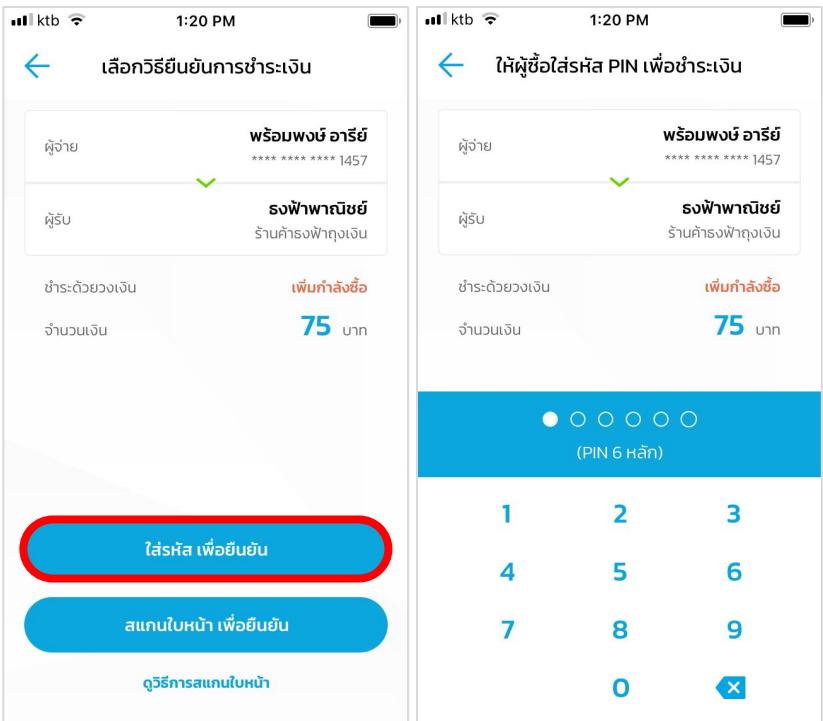 ktb 1:20 PM
เลือกวิธียืนยันการชำระเงิน
ผู้จ่าย
พร้อมพงษ์ อารีย์
**** **** **** 1457
ผู้รับ
ธงฟ้าพาณิชย์
ร้านค้าธงฟ้าถุงเงิน
ชำระด้วยวงเงิน
เพิ่มกำลังซื้อ
จำนวนเงิน
75 บาท
ใส่รหัส เพื่อยืนยัน
สแกนใบหน้า เพื่อยืนยัน
ดูวิธีการสแกนใบหน้า
ktb 1:20 PM
ให้ผู้ซื้อใส่รหัส PIN เพื่อชำระเงิน
ผู้จ่าย
พร้อมพงษ์ อารีย์
**** **** **** 1457
ผู้รับ
ธงฟ้าพาณิชย์
ร้านค้าธงฟ้าถุงเงิน
ชำระด้วยวงเงิน
เพิ่มกำลังซื้อ
จำนวนเงิน
75 บาท
(PIN 6 หลัก)
1 2 3
4 5 6
7 8 9
0